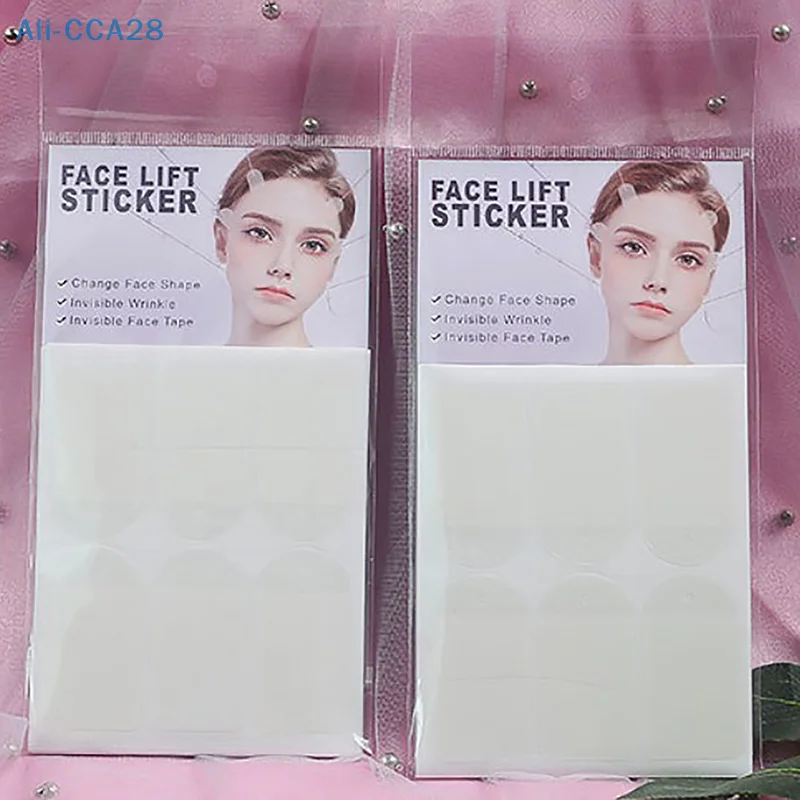 Ali-CCA28
FACE LIFT
STICKER
Change Face Shape
Invisible Wrinkle
Invisible Face Tape
FACE LIFT
STICKER
Change Face Shape
Invisible Wrinkle
Invisible Face Tape